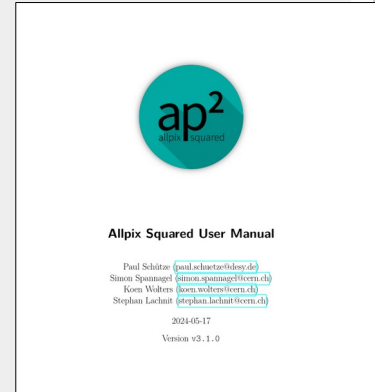 ap²
allpix squared
Allpix Squared User Manual
Paul Schütze (paul.schuetze@desy.de)
Simon Spannagel (simon.spannagel@cern.ch)
Koen Wolters (koen.wolters@cern.ch)
Stephan Lachnit (stephan.lachnit@cern.ch)
2024-05-17
Version v3.1.0